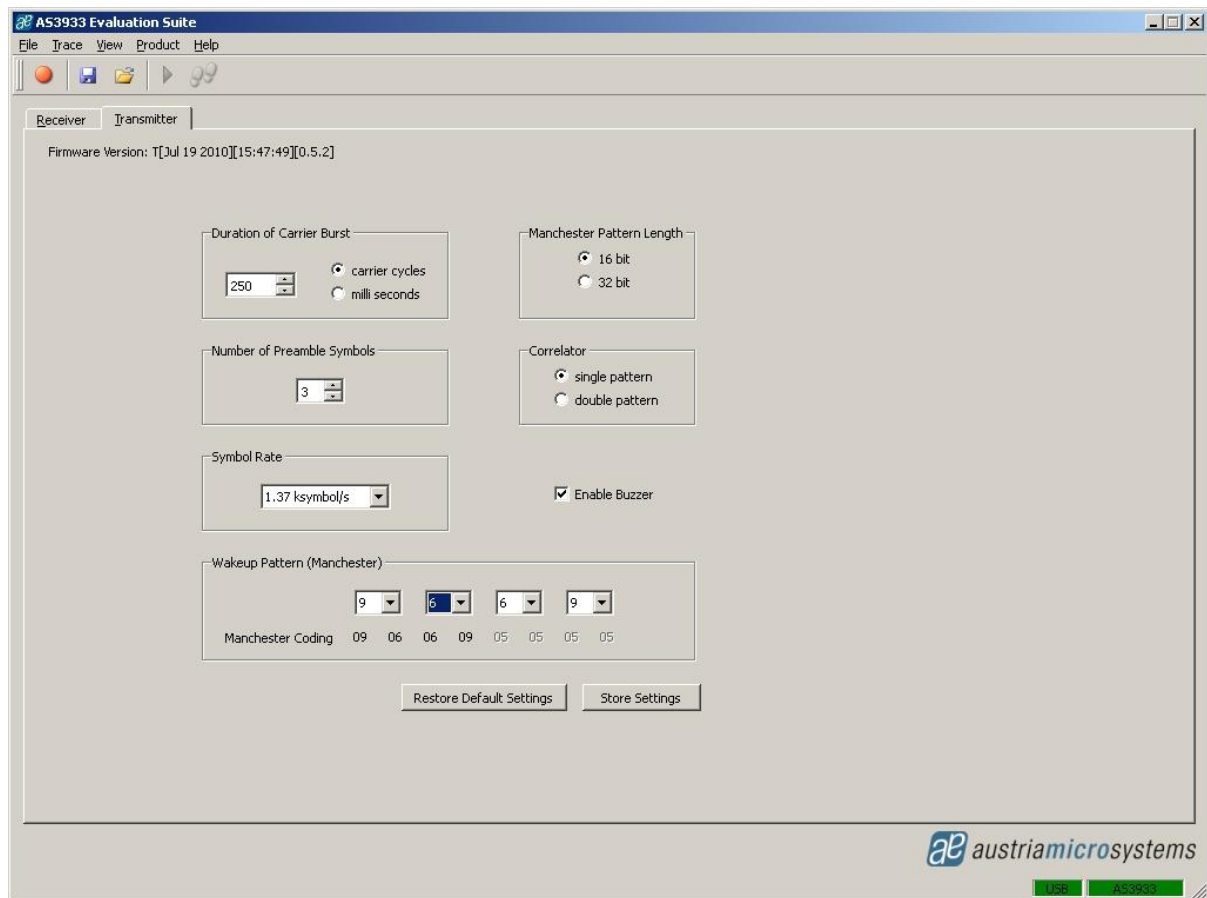 AS3933 Evaluation Suite
File Trace View Product Help
Receiver Transmitter
Firmware Version: T[Jul 19 2010][15:47:49][0.5.2]
Duration of Carrier Burst
250
carrier cycles
milli seconds
Manchester Pattern Length
16 bit
32 bit
Number of Preamble Symbols
3
Correlator
single pattern
double pattern
Symbol Rate
1.37 ksymbol/s
Enable Buzzer
Wakeup Pattern (Manchester)
9 6 6 9
Manchester Coding 09 06 06 09 05 05 05 05
Restore Default Settings Store Settings
ae austriamicrosystems
USB AS3933